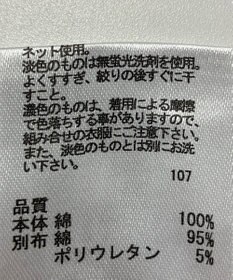 ネット使用。
淡色のものは無蛍光洗剤を使用。
よくすすぎ、絞りの後すぐに干
すこと。
濃色のものは、着用による摩擦
で色落ちする事がありますので、
組み合せの衣服にご注意下さい。
また、淡色のものとは別にお洗
い下さい。
107
品質
本体 綿 100%
別布 綿 95%
ポリウレタン 5%